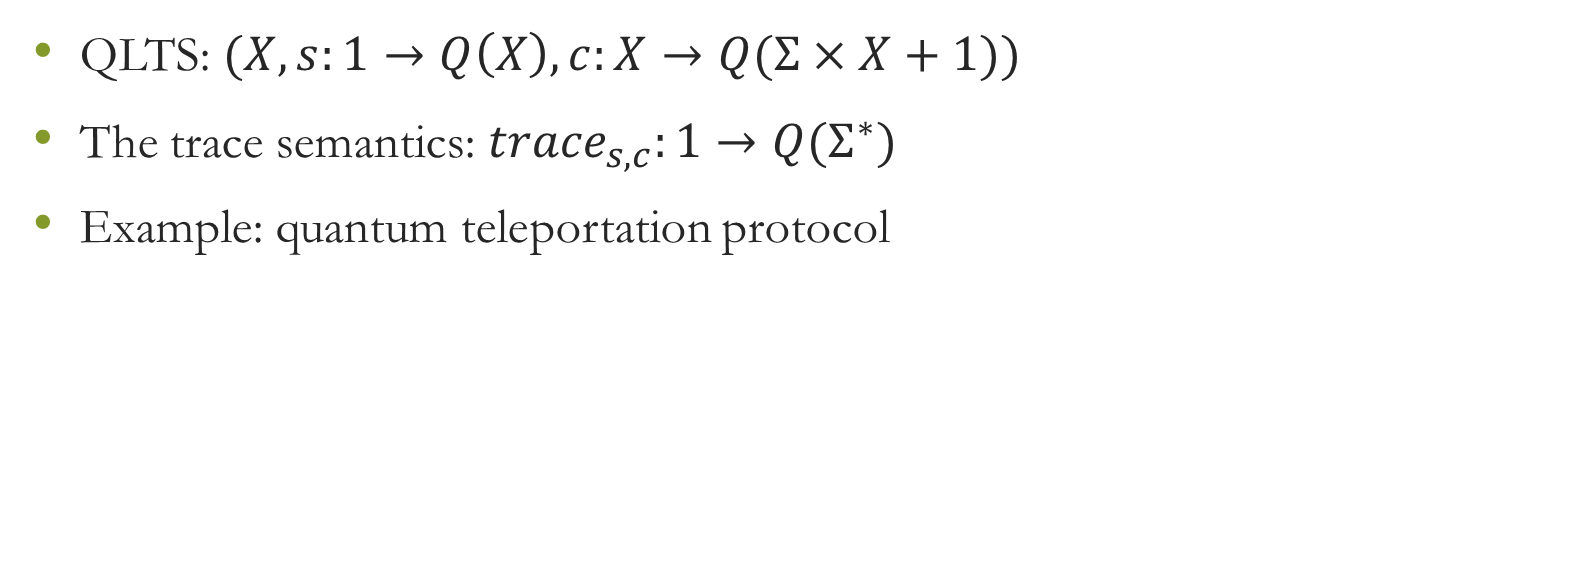 • QLTS: (X, s: 1 → Q(X), c: X → Q(Σ × X + 1))
• The trace semantics: trace_{s,c}: 1 → Q(Σ*)
• Example: quantum teleportation protocol